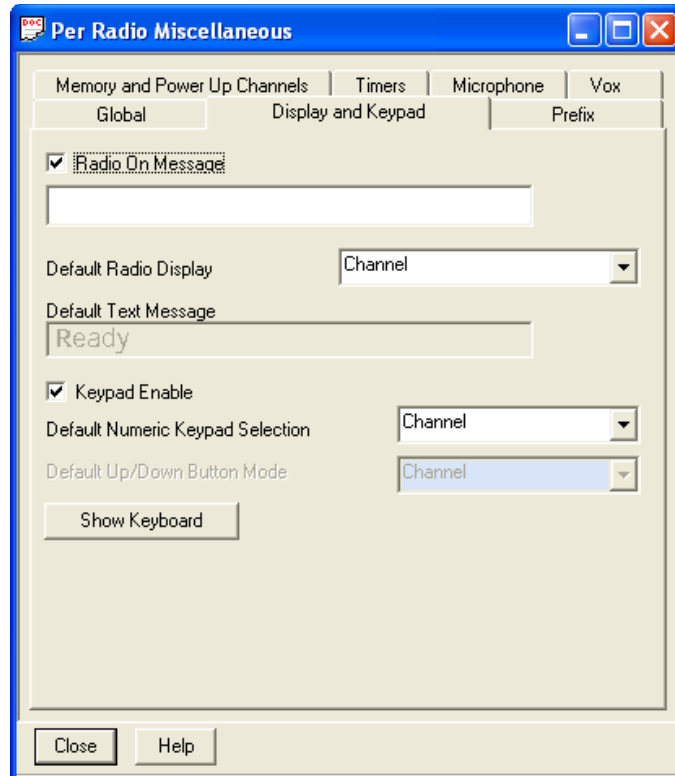 DOC
Per Radio Miscellaneous
Memory and Power Up Channels Timers Microphone Vox
Global Display and Keypad Prefix
Radio On Message
Default Radio Display Channel
Default Text Message
Ready
Keypad Enable
Default Numeric Keypad Selection Channel
Default Up/Down Button Mode Channel
Show Keyboard
Close Help